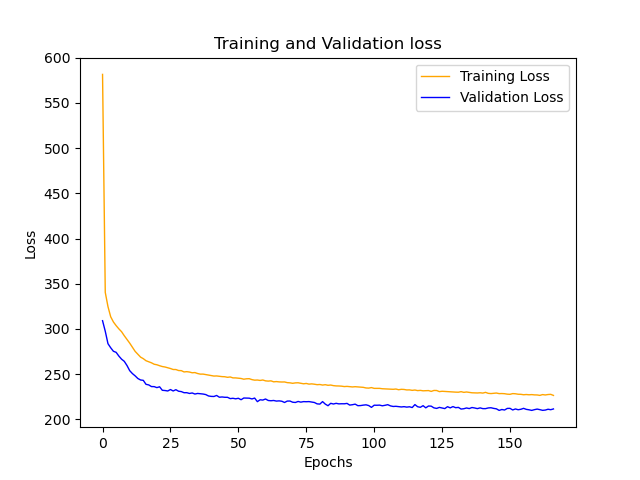 Training and Validation loss
Training Loss
Validation Loss
600
550
500
450
400
350
300
250
200
Loss
0 25 50 75 100 125 150
Epochs